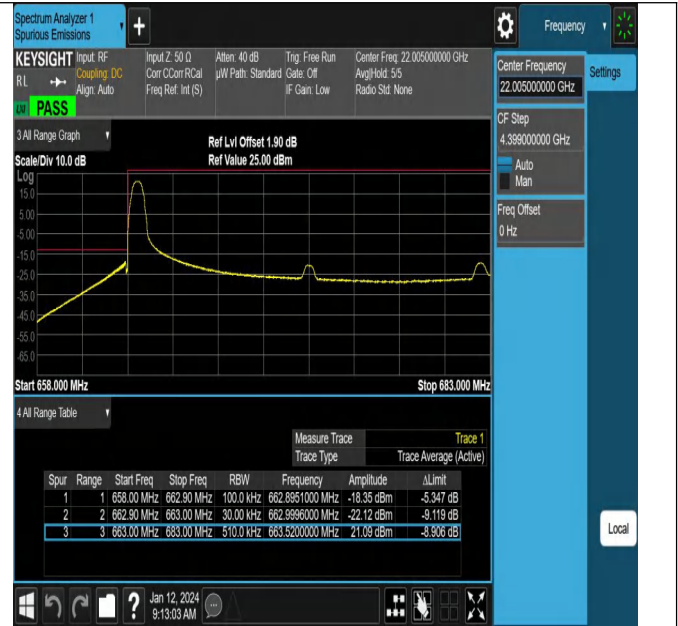 Spectrum Analyzer 1
Spurious Emissions
+
Frequency
KEYSIGHT
RL
LXI PASS
Input: RF
Coupling: DC
Align: Auto
Input Z: 50 Ω
Corr CCorr RCal
Freq Ref: Int (S)
Atten: 40 dB
µW Path: Standard
Trig: Free Run
Gate: Off
IF Gain: Low
Center Freq: 22.005000000 GHz
Avg|Hold: 5/5
Radio Std: None
Center Frequency
22.005000000 GHz
Settings
CF Step
4.399000000 GHz
Auto
Man
Freq Offset
0 Hz
3 All Range Graph
Scale/Div 10.0 dB
Ref Lvl Offset 1.90 dB
Ref Value 25.00 dBm
Log
15.0
5.00
-5.00
-15.0
-25.0
-35.0
-45.0
-55.0
-65.0
Start 658.000 MHz
Stop 683.000 MHz
4 All Range Table
Measure Trace Trace 1
Trace Type Trace Average (Active)
Spur Range Start Freq Stop Freq RBW Frequency Amplitude ΔLimit
1 1 658.00 MHz 662.90 MHz 100.0 kHz 662.8951000 MHz -18.35 dBm -5.347 dB
2 2 662.90 MHz 663.00 MHz 30.00 kHz 662.9996000 MHz -22.12 dBm -9.119 dB
3 3 663.00 MHz 683.00 MHz 510.0 kHz 663.5200000 MHz 21.09 dBm -8.906 dB
Local
?
Jan 12, 2024
9:13:03 AM